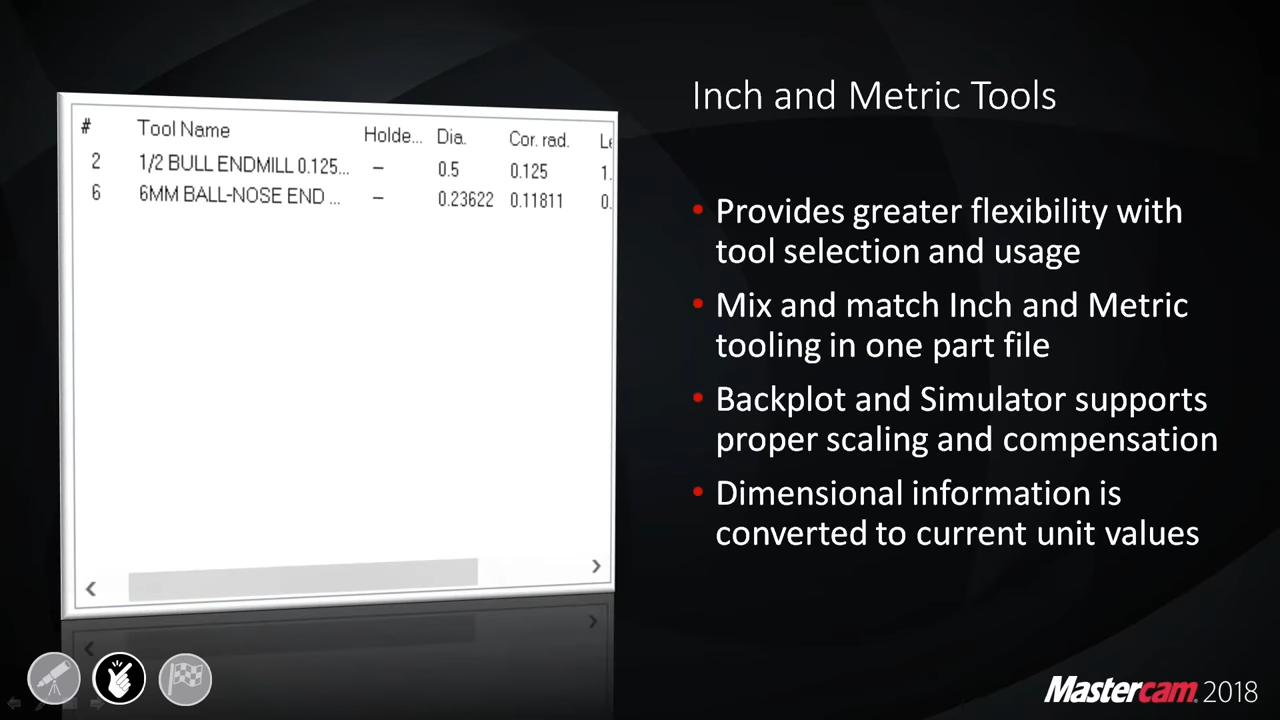 Inch and Metric Tools
# Tool Name Holde... Dia. Cor. rad.
2 1/2 BULL ENDMILL 0.125... – 0.5 0.125 1.
6 6MM BALL-NOSE END ... – 0.23622 0.11811 0.
• Provides greater flexibility with
tool selection and usage
• Mix and match Inch and Metric
tooling in one part file
• Backplot and Simulator supports
proper scaling and compensation
• Dimensional information is
converted to current unit values
Mastercam. 2018